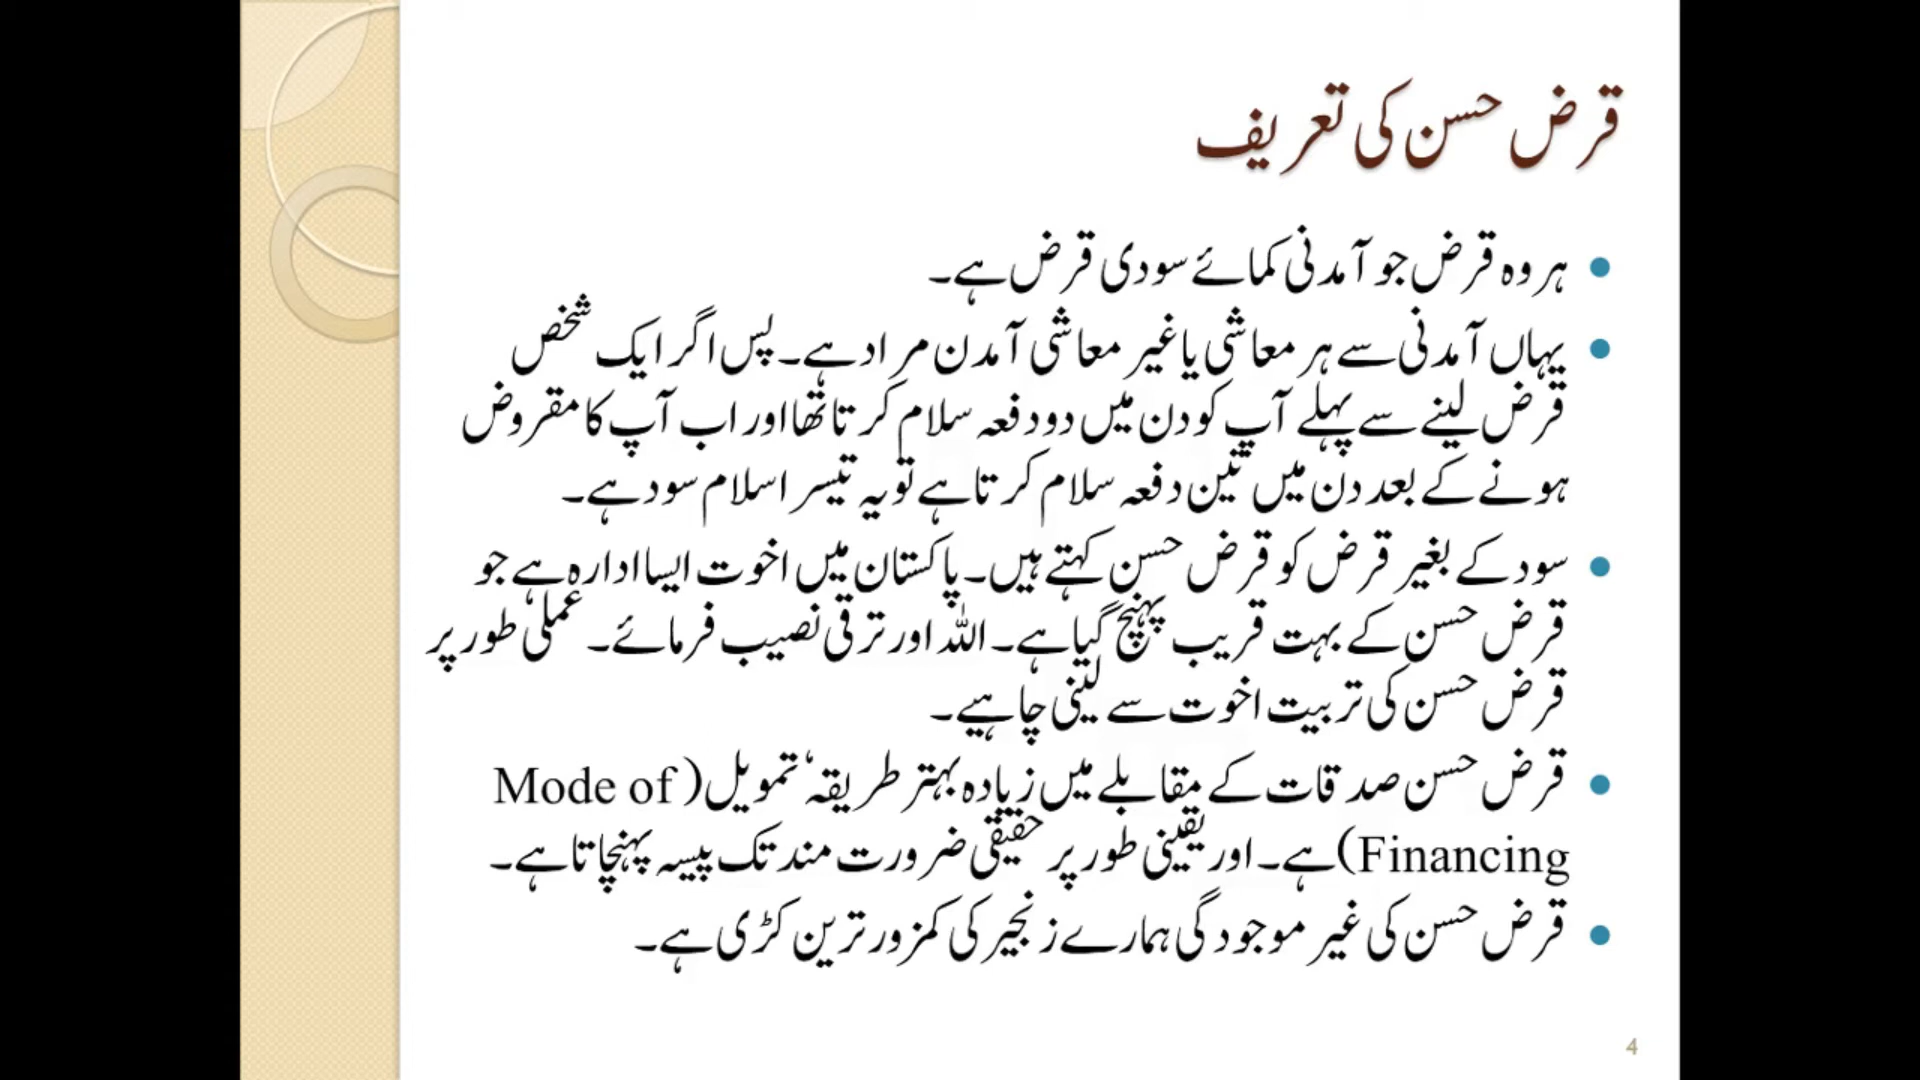 قرض حسن کی تعریف
ہر وہ قرض جو آمدنی کمائے سودی قرض ہے۔
یہاں آمدنی سے ہر معاشی یا غیر معاشی آمدن مراد ہے۔ پس اگر ایک شخص
قرض لینے سے پہلے آپ کو دن میں دو دفعہ سلام کرتا تھا اور اب آپ کا مقروض
ہونے کے بعد دن میں تین دفعہ سلام کرتا ہے تو یہ تیسرا سلام سود ہے۔
سود کے بغیر قرض کو قرض حسن کہتے ہیں۔ پاکستان میں اخوت ایسا ادارہ ہے جو
قرض حسن کے بہت قریب پہنچ گیا ہے۔ اللہ اور ترقی نصیب فرمائے۔ عملی طور پر
قرض حسن کی تربیت اخوت سے لینی چاہیے۔
قرض حسن صدقات کے مقابلے میں زیادہ بہتر طریقہٴ تمویل (Mode of
Financing) ہے۔ اور یقینی طور پر حقیقی ضرورت مند تک پیسہ پہنچاتا ہے۔
قرض حسن کی غیر موجودگی ہمارے زنجیر کی کمزور ترین کڑی ہے۔
4